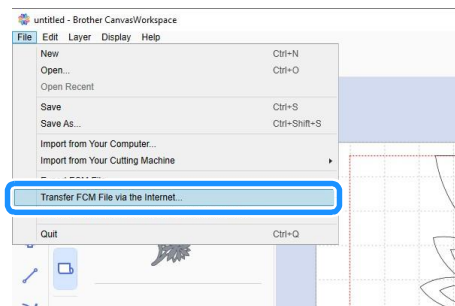 untitled - Brother CanvasWorkspace
File Edit Layer Display Help
New Ctrl+N
Open... Ctrl+O
Open Recent
Save Ctrl+S
Save As... Ctrl+Shift+S
Import from Your Computer...
Import from Your Cutting Machine
Transfer FCM File via the Internet...
Quit Ctrl+Q